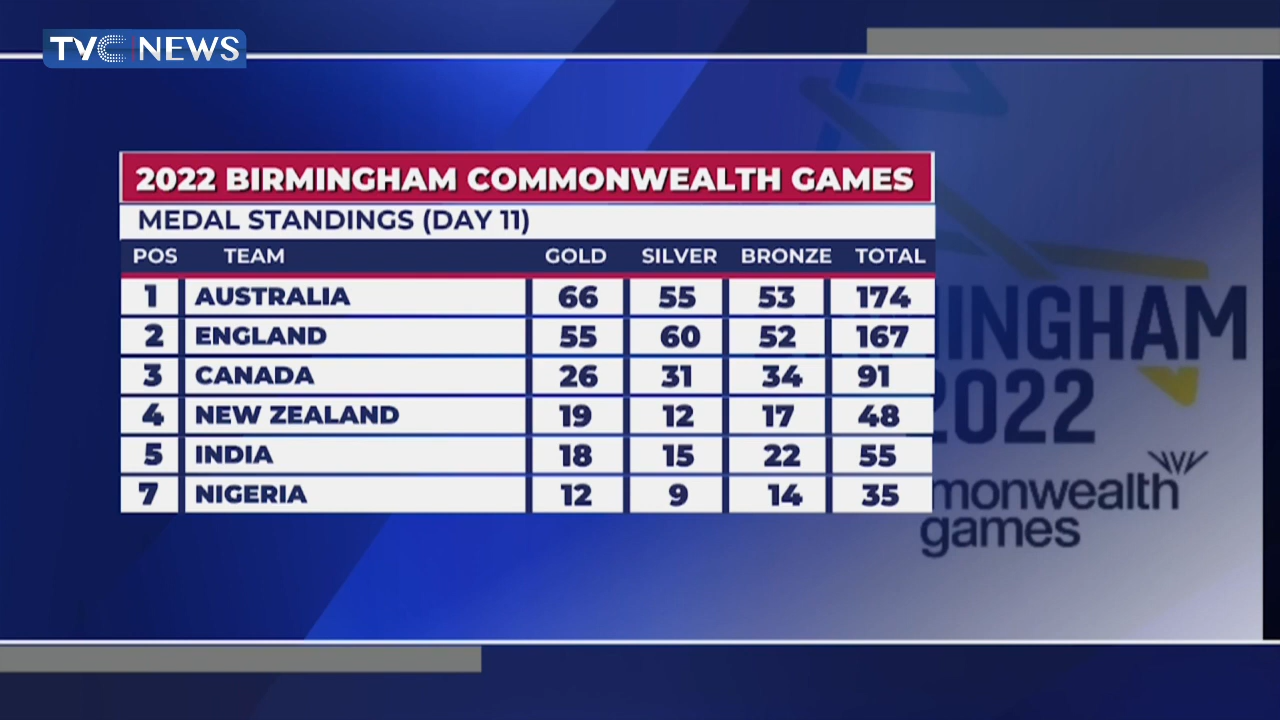 TVC NEWS
2022 BIRMINGHAM COMMONWEALTH GAMES
MEDAL STANDINGS (DAY 11)
POS TEAM GOLD SILVER BRONZE TOTAL
1 AUSTRALIA 66 55 53 174
2 ENGLAND 55 60 52 167
3 CANADA 26 31 34 91
4 NEW ZEALAND 19 12 17 48
5 INDIA 18 15 22 55
7 NIGERIA 12 9 14 35
INGHAM
2022
monwealth
games